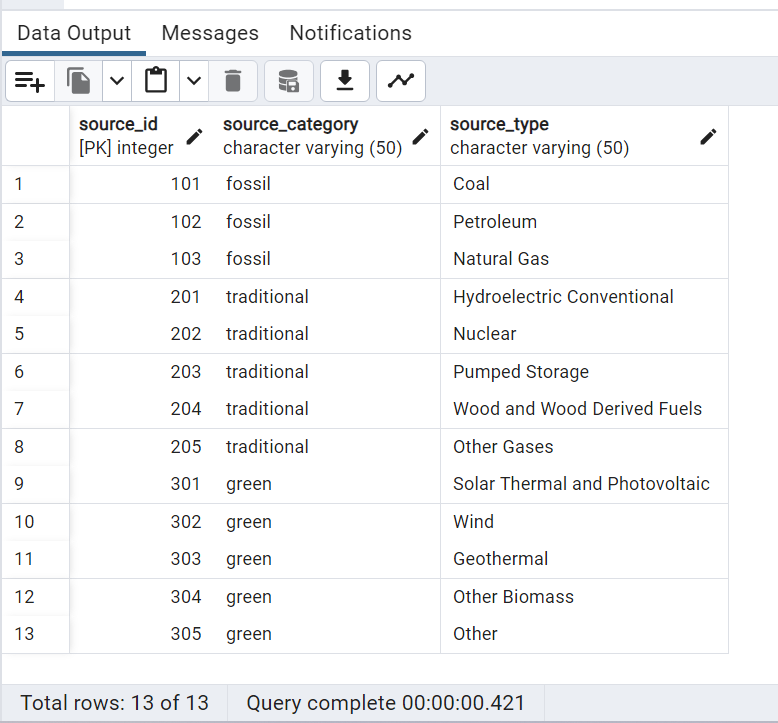 Data Output Messages Notifications
source_id source_category source_type
[PK] integer character varying (50) character varying (50)
1 101 fossil Coal
2 102 fossil Petroleum
3 103 fossil Natural Gas
4 201 traditional Hydroelectric Conventional
5 202 traditional Nuclear
6 203 traditional Pumped Storage
7 204 traditional Wood and Wood Derived Fuels
8 205 traditional Other Gases
9 301 green Solar Thermal and Photovoltaic
10 302 green Wind
11 303 green Geothermal
12 304 green Other Biomass
13 305 green Other
Total rows: 13 of 13 Query complete 00:00:00.421